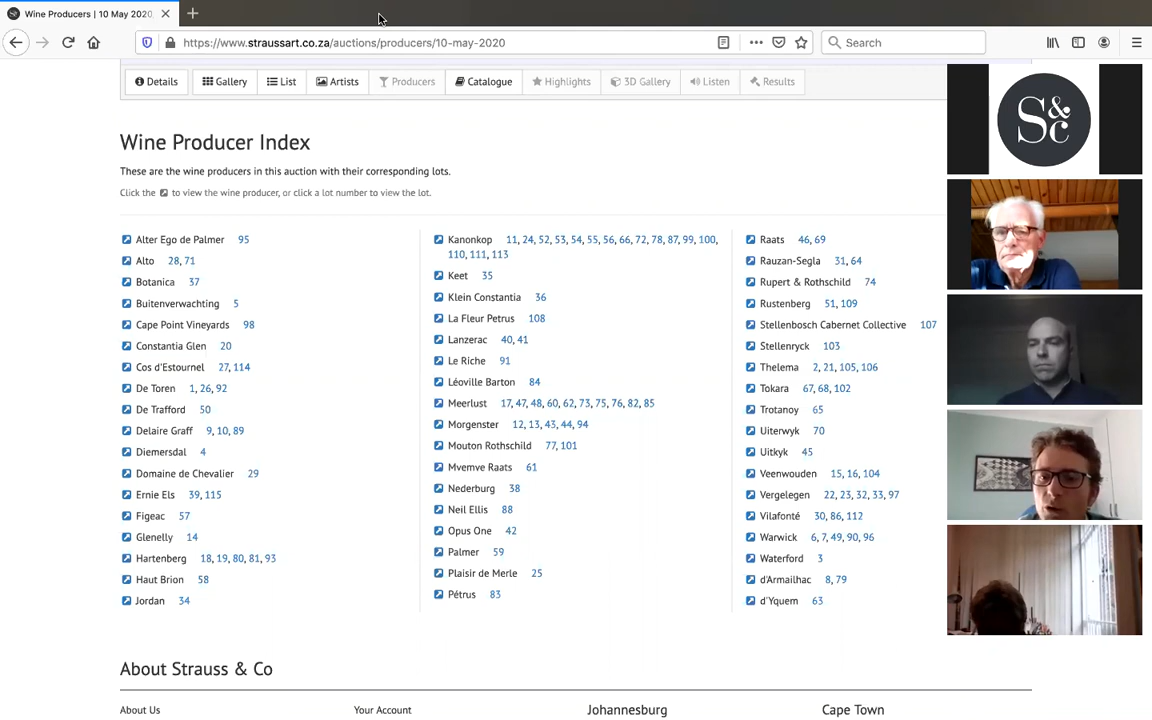 Wine Producers | 10 May 2020
https://www.straussart.co.za/auctions/producers/10-may-2020
Search
Details
Gallery
List
Artists
Producers
Catalogue
Highlights
3D Gallery
Listen
Results
S&c
Wine Producer Index
These are the wine producers in this auction with their corresponding lots.
Click the to view the wine producer, or click a lot number to view the lot.
Alter Ego de Palmer 95
Alto 28, 71
Botanica 37
Buitenverwachting 5
Cape Point Vineyards 98
Constantia Glen 20
Cos d'Estournel 27, 114
De Toren 1, 26, 92
De Trafford 50
Delaire Graff 9, 10, 89
Diemersdal 4
Domaine de Chevalier 29
Ernie Els 39, 115
Figeac 57
Glenelly 14
Hartenberg 18, 19, 80, 81, 93
Haut Brion 58
Jordan 34
Kanonkop 11, 24, 52, 53, 54, 55, 56, 66, 72, 78, 87, 99, 100,
110, 111, 113
Keet 35
Klein Constantia 36
La Fleur Petrus 108
Lanzerac 40, 41
Le Riche 91
Léoville Barton 84
Meerlust 17, 47, 48, 60, 62, 73, 75, 76, 82, 85
Morgenster 12, 13, 43, 44, 94
Mouton Rothschild 77, 101
Mvemve Raats 61
Nederburg 38
Neil Ellis 88
Opus One 42
Palmer 59
Plaisir de Merle 25
Pétrus 83
Raats 46, 69
Rauzan-Segla 31, 64
Rupert & Rothschild 74
Rustenberg 51, 109
Stellenbosch Cabernet Collective 107
Stellenryck 103
Thelema 2, 21, 105, 106
Tokara 67, 68, 102
Trotanoy 65
Uiterwyk 70
Uitkyk 45
Veenwouden 15, 16, 104
Vergelegen 22, 23, 32, 33, 97
Vilafonté 30, 86, 112
Warwick 6, 7, 49, 90, 96
Waterford 3
d'Armailhac 8, 79
d'Yquem 63
About Strauss & Co
About Us
Your Account
Johannesburg
Cape Town